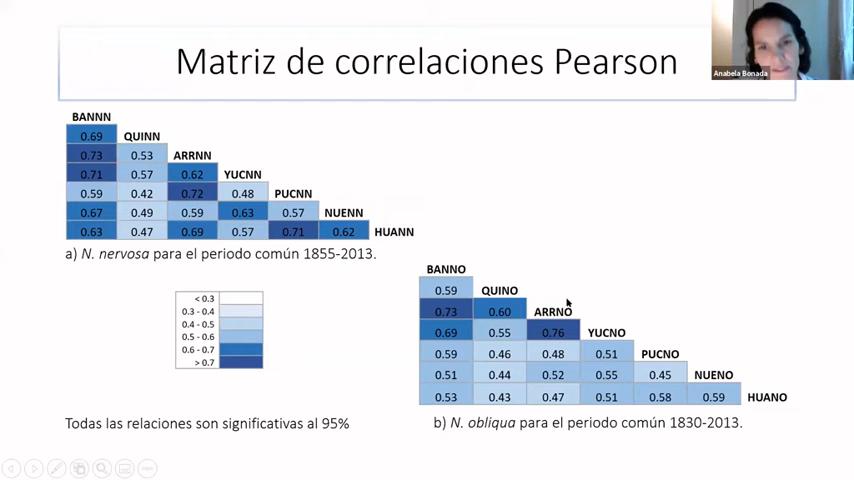 Anabela Bonada
Matriz de correlaciones Pearson
BANNN
0.69 QUINN
0.73 0.53 ARRNN
0.71 0.57 0.62 YUCNN
0.59 0.42 0.72 0.48 PUCNN
0.67 0.49 0.59 0.63 0.57 NUENN
0.63 0.47 0.69 0.57 0.71 0.62 HUANN
a) N. nervosa para el periodo común 1855-2013.
BANNO
0.59 QUINO
0.73 0.60 ARRNO
0.69 0.55 0.76 YUCNO
0.59 0.46 0.48 0.51 PUCNO
0.51 0.44 0.52 0.55 0.45 NUENO
0.53 0.43 0.47 0.51 0.58 0.59 HUANO
b) N. obliqua para el periodo común 1830-2013.
< 0.3
0.3 - 0.4
0.4 - 0.5
0.5 - 0.6
0.6 - 0.7
> 0.7
Todas las relaciones son significativas al 95%